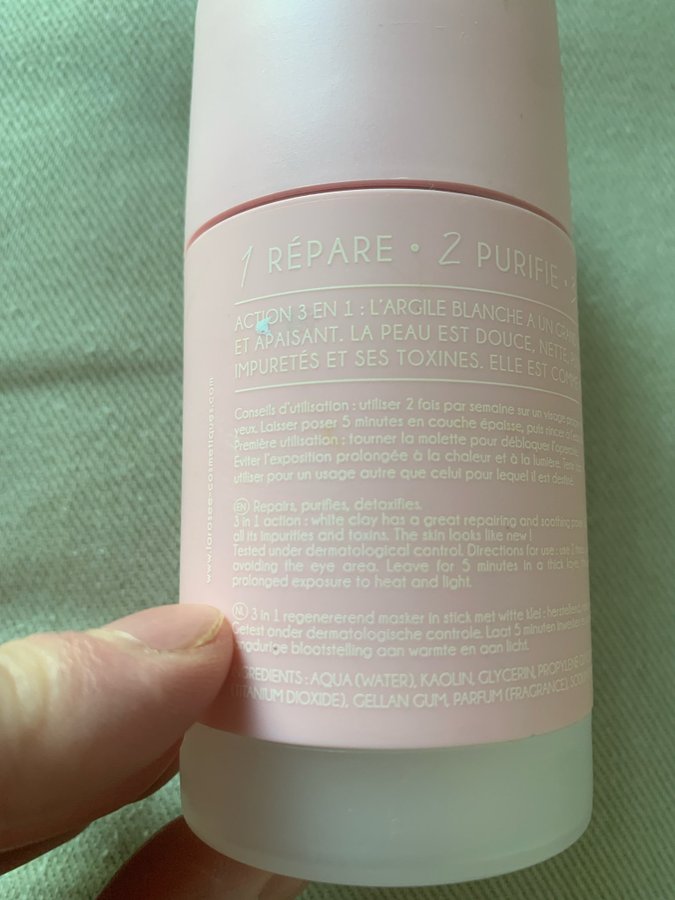 1 RÉPARE • 2 PURIFIE •
ACTION 3 EN 1 : L'ARGILE BLANCHE A UN
ET APAISANT. LA PEAU EST DOUCE, NETTE,
IMPURETÉS ET SES TOXINES. ELLE EST
Conseils d'utilisation : utiliser 2 fois par semaine sur un visage
yeux. Laisser poser 5 minutes en couche épaisse, puis rincer à
Première utilisation : tourner la molette pour débloquer
Eviter l'exposition prolongée à la chaleur et à la lumière.
utiliser pour un usage autre que celui pour lequel il est destiné.
EN Repairs, purifies, detoxifies.
3 in 1 action : white clay has a great repairing and soothing
all its impurities and toxins. The skin looks like new !
Tested under dermatological control. Directions for use : use 2
avoiding the eye area. Leave for 5 minutes in a thick
prolonged exposure to heat and light.
NL 3 in 1 regenererend masker in stick met witte klei :
Getest onder dermatologische controle. Laat 5 minuten
blootstelling aan warmte en aan licht.
: AQUA (WATER), KAOLIN, GLYCERIN,
DIOXIDE), GELLAN GUM, PARFUM (FRAGRANCE),
www.lorosee-cosmetiques.com